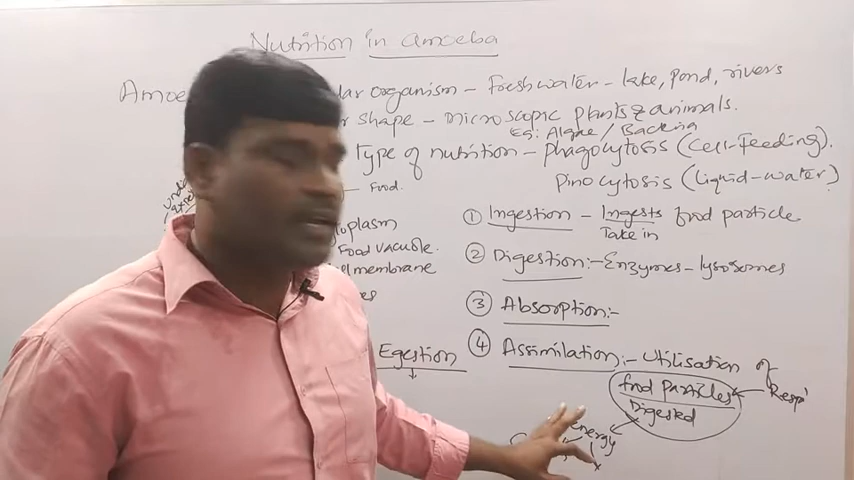 Nutrition in amoeba
Amoe lar organism - Freshwater - lake, pond, rivers
r shape - microscopic plants & animals.
Eg: Algae / Bacteria
type of nutrition - phagocytosis (cell-Feeding).
Pinocytosis (Liquid-water)
Food.
① Ingestion - Ingests food particle
Take in
oplasm
Food vacuole.
② Digestion:- Enzymes - lysosomes
membrane
③ Absorption:-
Egestion
④ Assimilation:- Utilisation of
food particles Resp'
Digested
energy